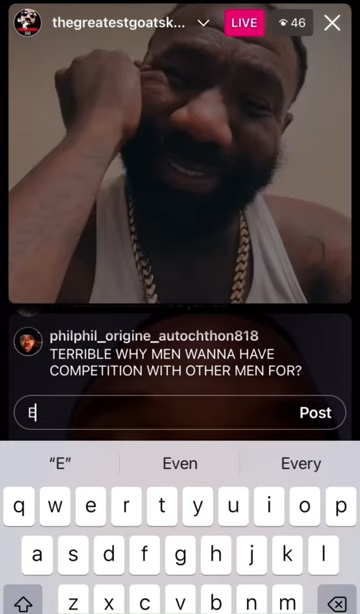 thegreatestgoatsk...
LIVE
46
philphil_origine_autochthon818
TERRIBLE WHY MEN WANNA HAVE
COMPETITION WITH OTHER MEN FOR?
E
Post
“E”
Even
Every
q w e r t y u i o p
a s d f g h j k l
z x c v b n m